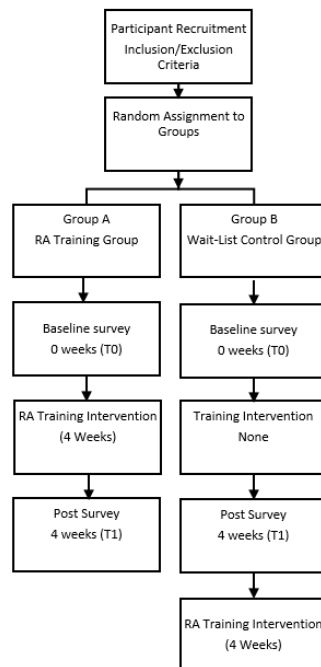 Participant Recruitment
Inclusion/Exclusion
Criteria
Random Assignment to
Groups
Group A
RA Training Group
Group B
Wait-List Control Group
Baseline survey
0 weeks (T0)
Baseline survey
0 weeks (T0)
RA Training Intervention
(4 Weeks)
Training Intervention
None
Post Survey
4 weeks (T1)
Post Survey
4 weeks (T1)
RA Training Intervention
(4 Weeks)